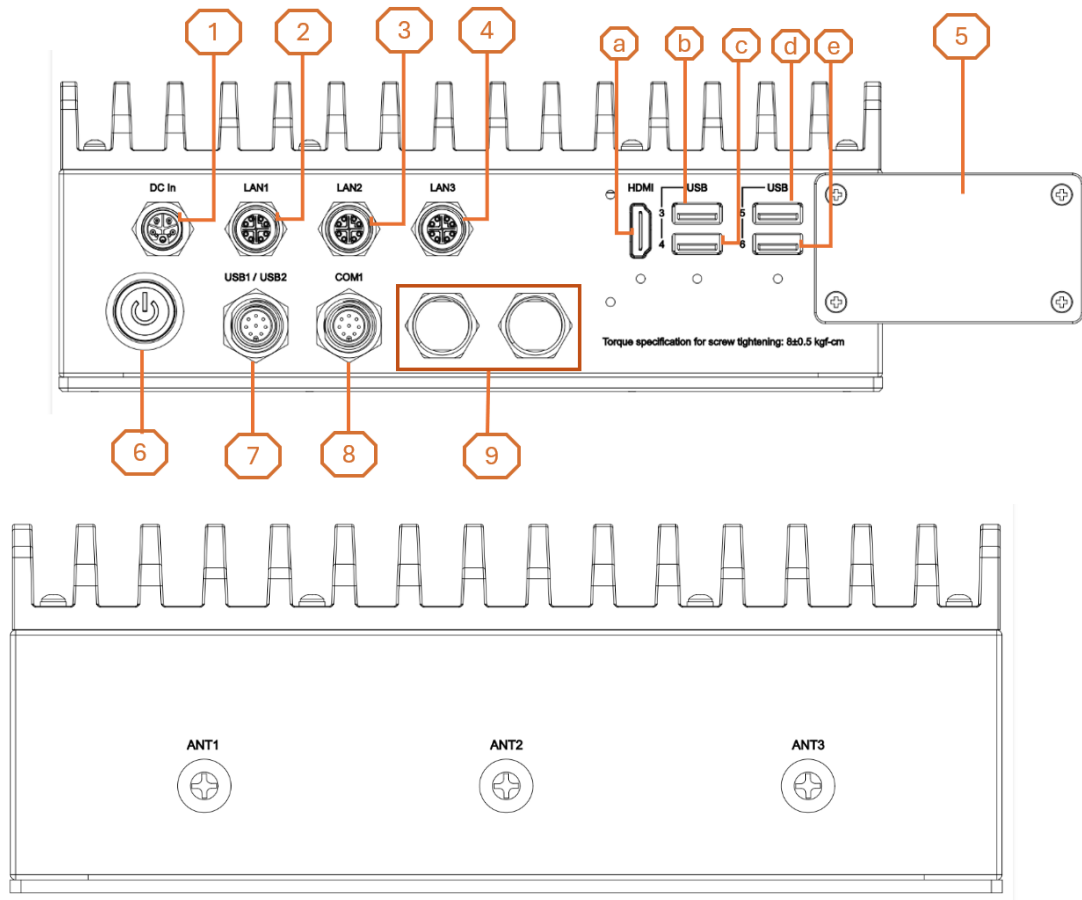 1 2 3 4 a b c d e 5
DC In LAN1 LAN2 LAN3 HDMI USB USB
3 5
4 6
USB1 / USB2 COM1
Torque specification for screw tightening: 8±0.5 kgf-cm
6 7 8 9
ANT1 ANT2 ANT3